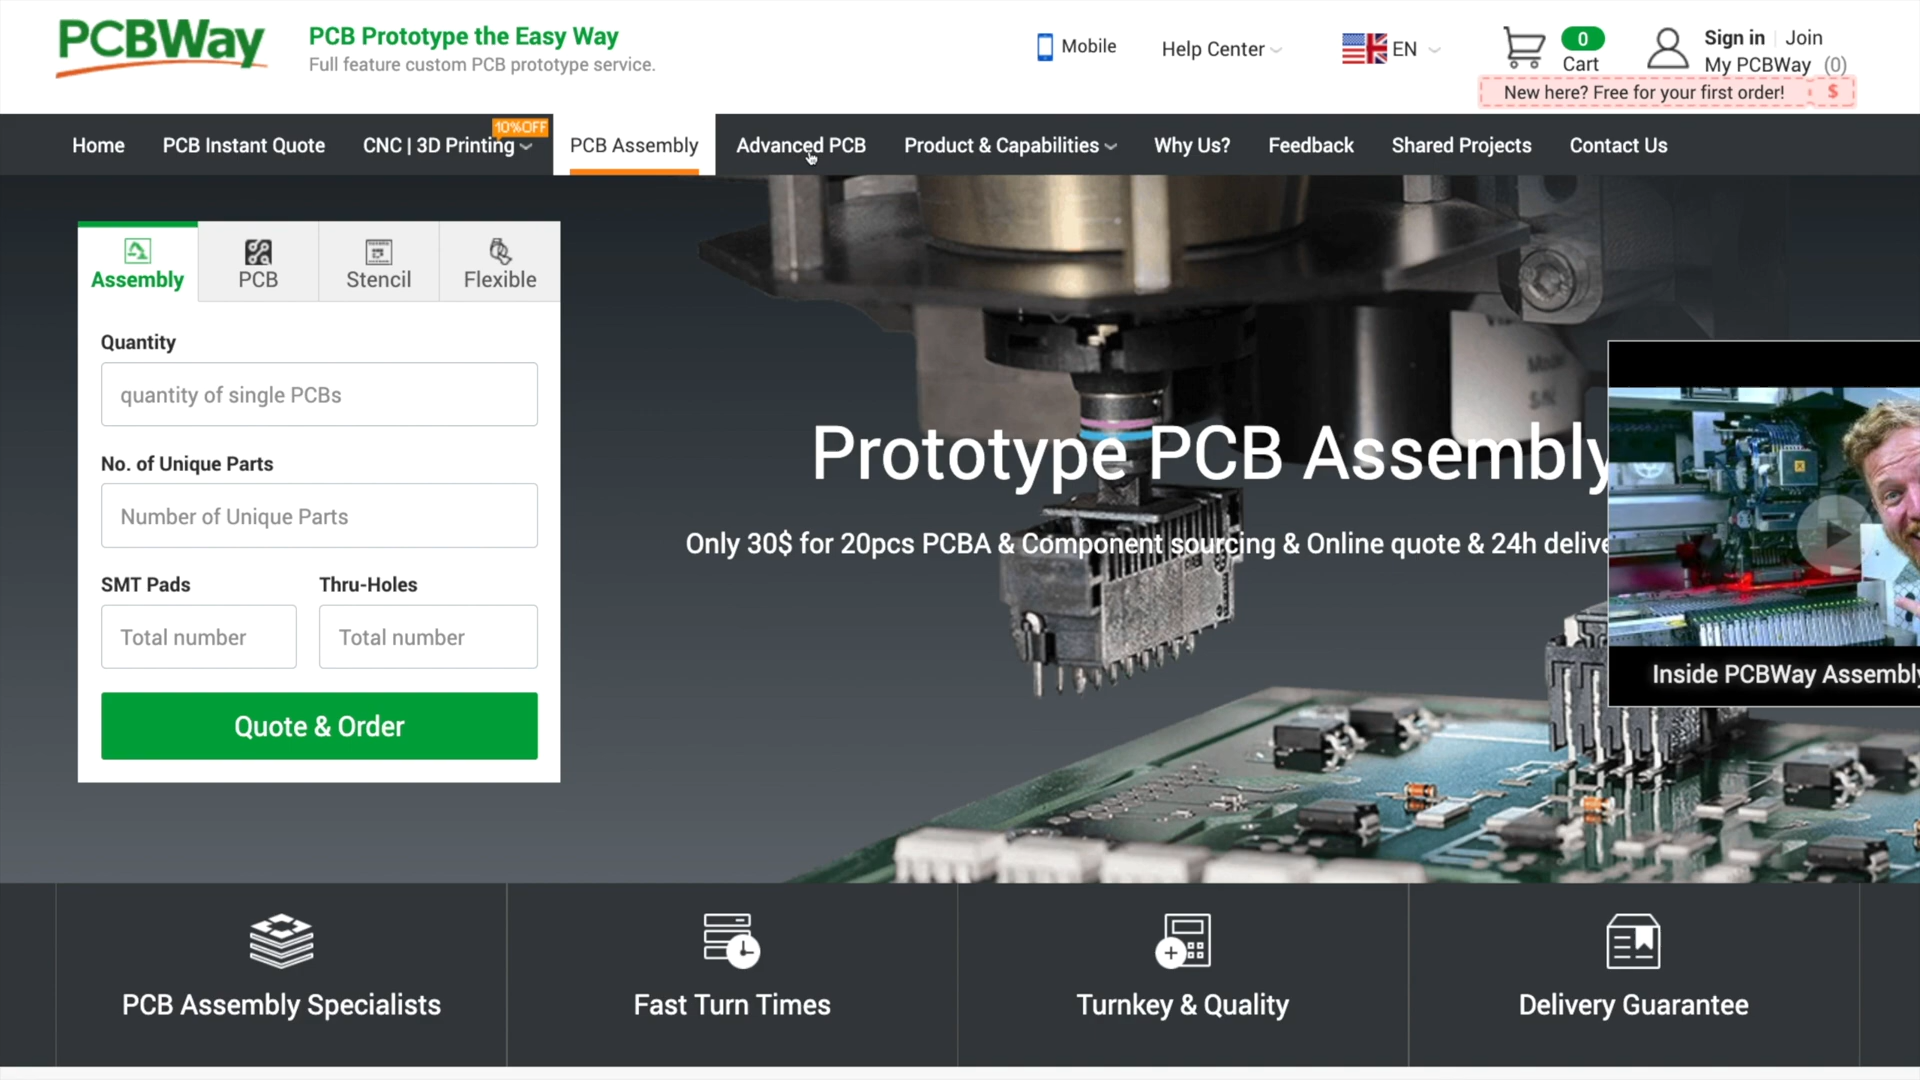 PCBWay
PCB Prototype the Easy Way
Full feature custom PCB prototype service.
Mobile
Help Center
EN
0
Cart
Sign in | Join
My PCBWay (0)
New here? Free for your first order! $
Home
PCB Instant Quote
CNC | 3D Printing
10%OFF
PCB Assembly
Advanced PCB
Product & Capabilities
Why Us?
Feedback
Shared Projects
Contact Us
Assembly
PCB
Stencil
Flexible
Quantity
quantity of single PCBs
No. of Unique Parts
Number of Unique Parts
SMT Pads
Thru-Holes
Total number
Total number
Quote & Order
Prototype PCB Assembly
Only 30$ for 20pcs PCBA & Component sourcing & Online quote & 24h delive
Inside PCBWay Assembly
PCB Assembly Specialists
Fast Turn Times
Turnkey & Quality
Delivery Guarantee